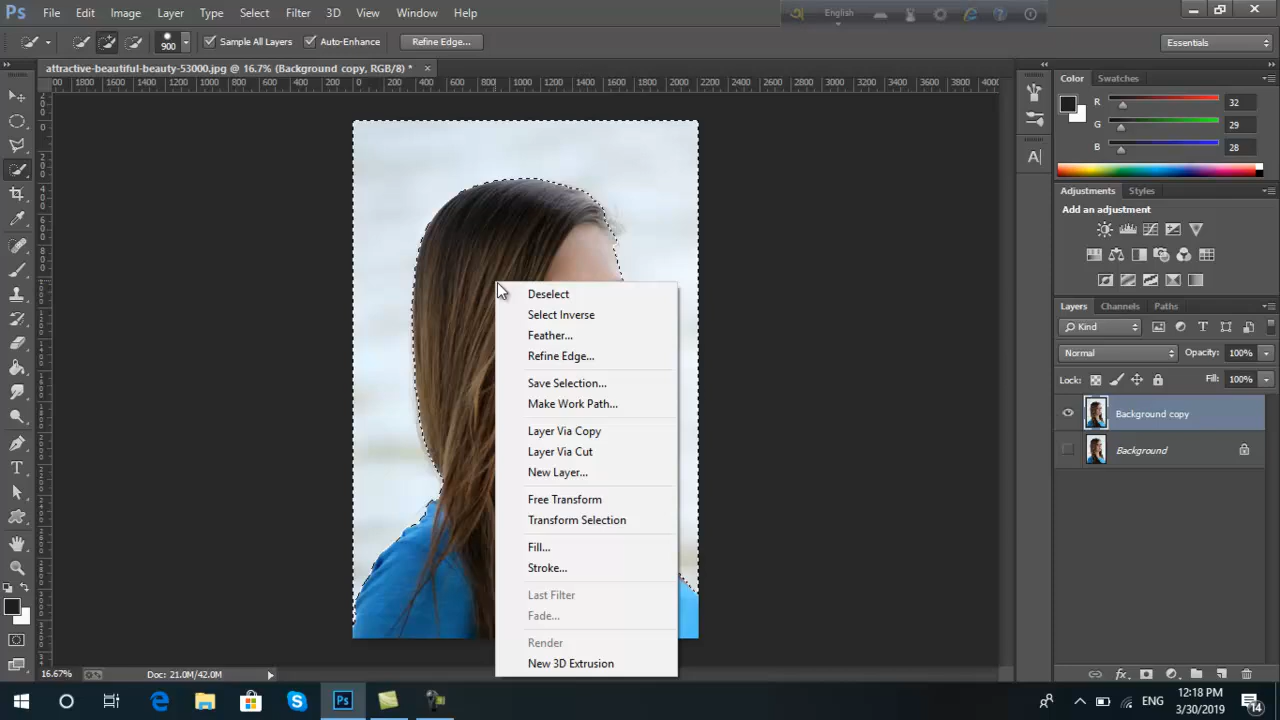 Ps File Edit Image Layer Type Select Filter 3D View Window Help
English
900 Sample All Layers Auto-Enhance Refine Edge... Essentials
attractive-beautiful-beauty-53000.jpg @ 16.7% (Background copy, RGB/8) * ×
Color Swatches
R 32
G 29
B 28
Adjustments Styles
Add an adjustment
Layers Channels Paths
Kind
Normal Opacity: 100%
Lock: Fill: 100%
Background copy
Background
Deselect
Select Inverse
Feather...
Refine Edge...
Save Selection...
Make Work Path...
Layer Via Copy
Layer Via Cut
New Layer...
Free Transform
Transform Selection
Fill...
Stroke...
Last Filter
Fade...
Render
New 3D Extrusion
16.67% Doc: 21.0M/42.0M
ENG
12:18 PM
3/30/2019
14